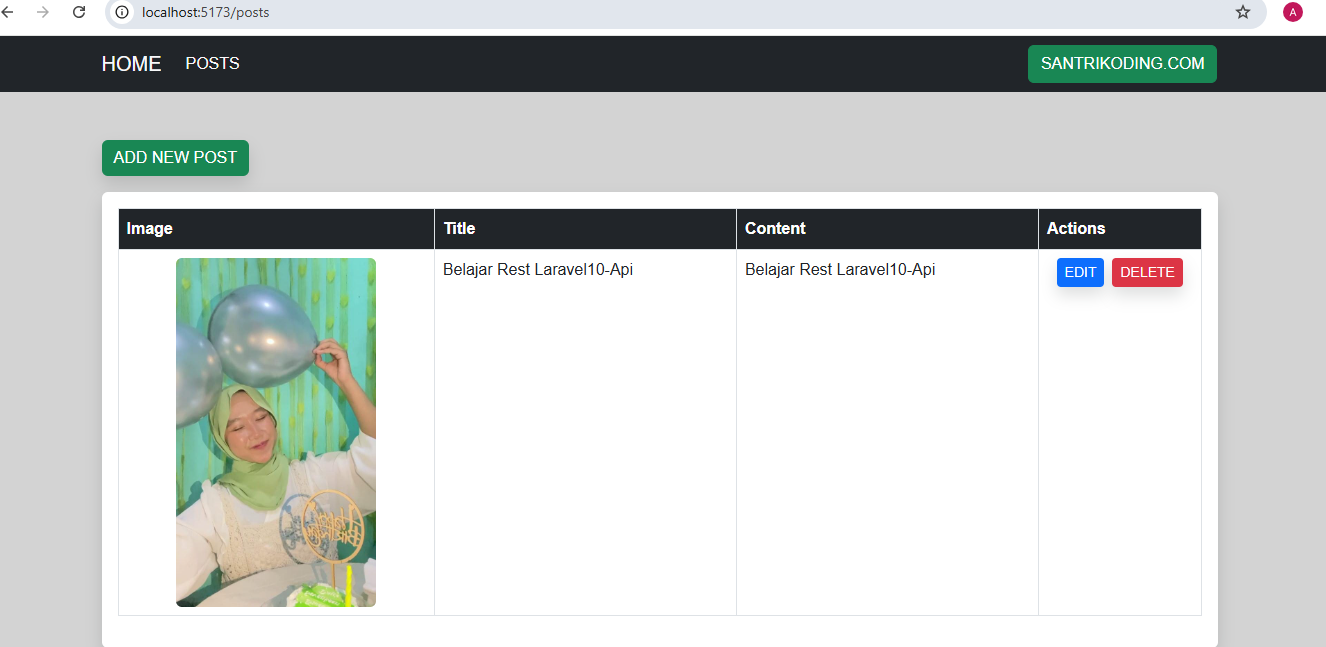 localhost:5173/posts
A
HOME POSTS SANTRIKODING.COM
ADD NEW POST
Image Title Content Actions
Belajar Rest Laravel10-Api Belajar Rest Laravel10-Api EDIT DELETE